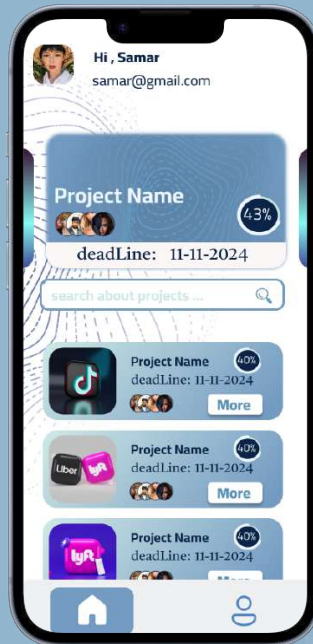 Hi , Samar
samar@gmail.com
Project Name
43%
deadLine: 11-11-2024
search about projects ...
Project Name
40%
deadLine: 11-11-2024
More
Uber
lyft
Project Name
40%
deadLine: 11-11-2024
More
lyft
Project Name
40%
deadLine: 11-11-2024
More